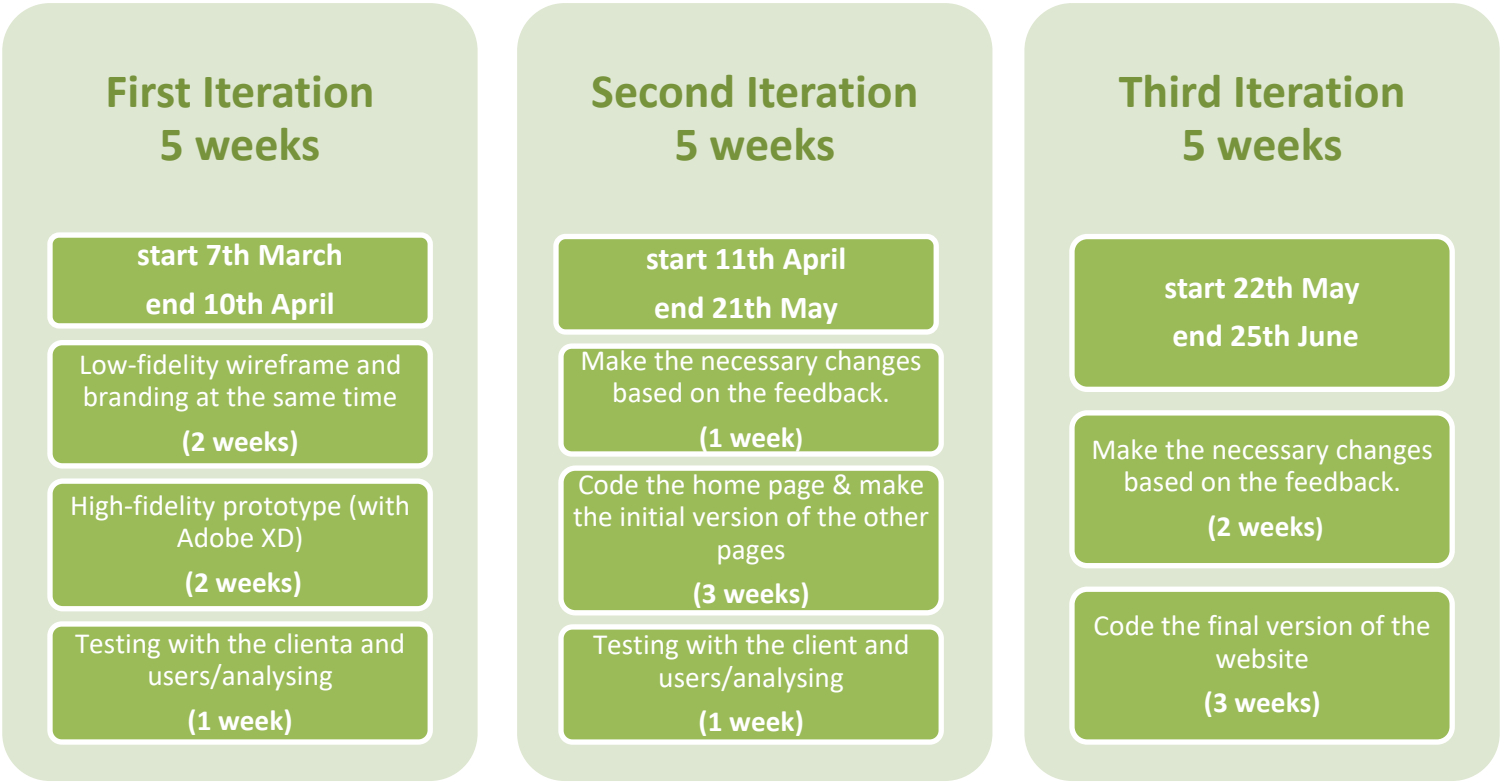 First Iteration
5 weeks
start 7th March
end 10th April
Low-fidelity wireframe and
branding at the same time
(2 weeks)
High-fidelity prototype (with
Adobe XD)
(2 weeks)
Testing with the clienta and
users/analysing
(1 week)
Second Iteration
5 weeks
start 11th April
end 21th May
Make the necessary changes
based on the feedback.
(1 week)
Code the home page & make
the initial version of the other
pages
(3 weeks)
Testing with the client and
users/analysing
(1 week)
Third Iteration
5 weeks
start 22th May
end 25th June
Make the necessary changes
based on the feedback.
(2 weeks)
Code the final version of the
website
(3 weeks)